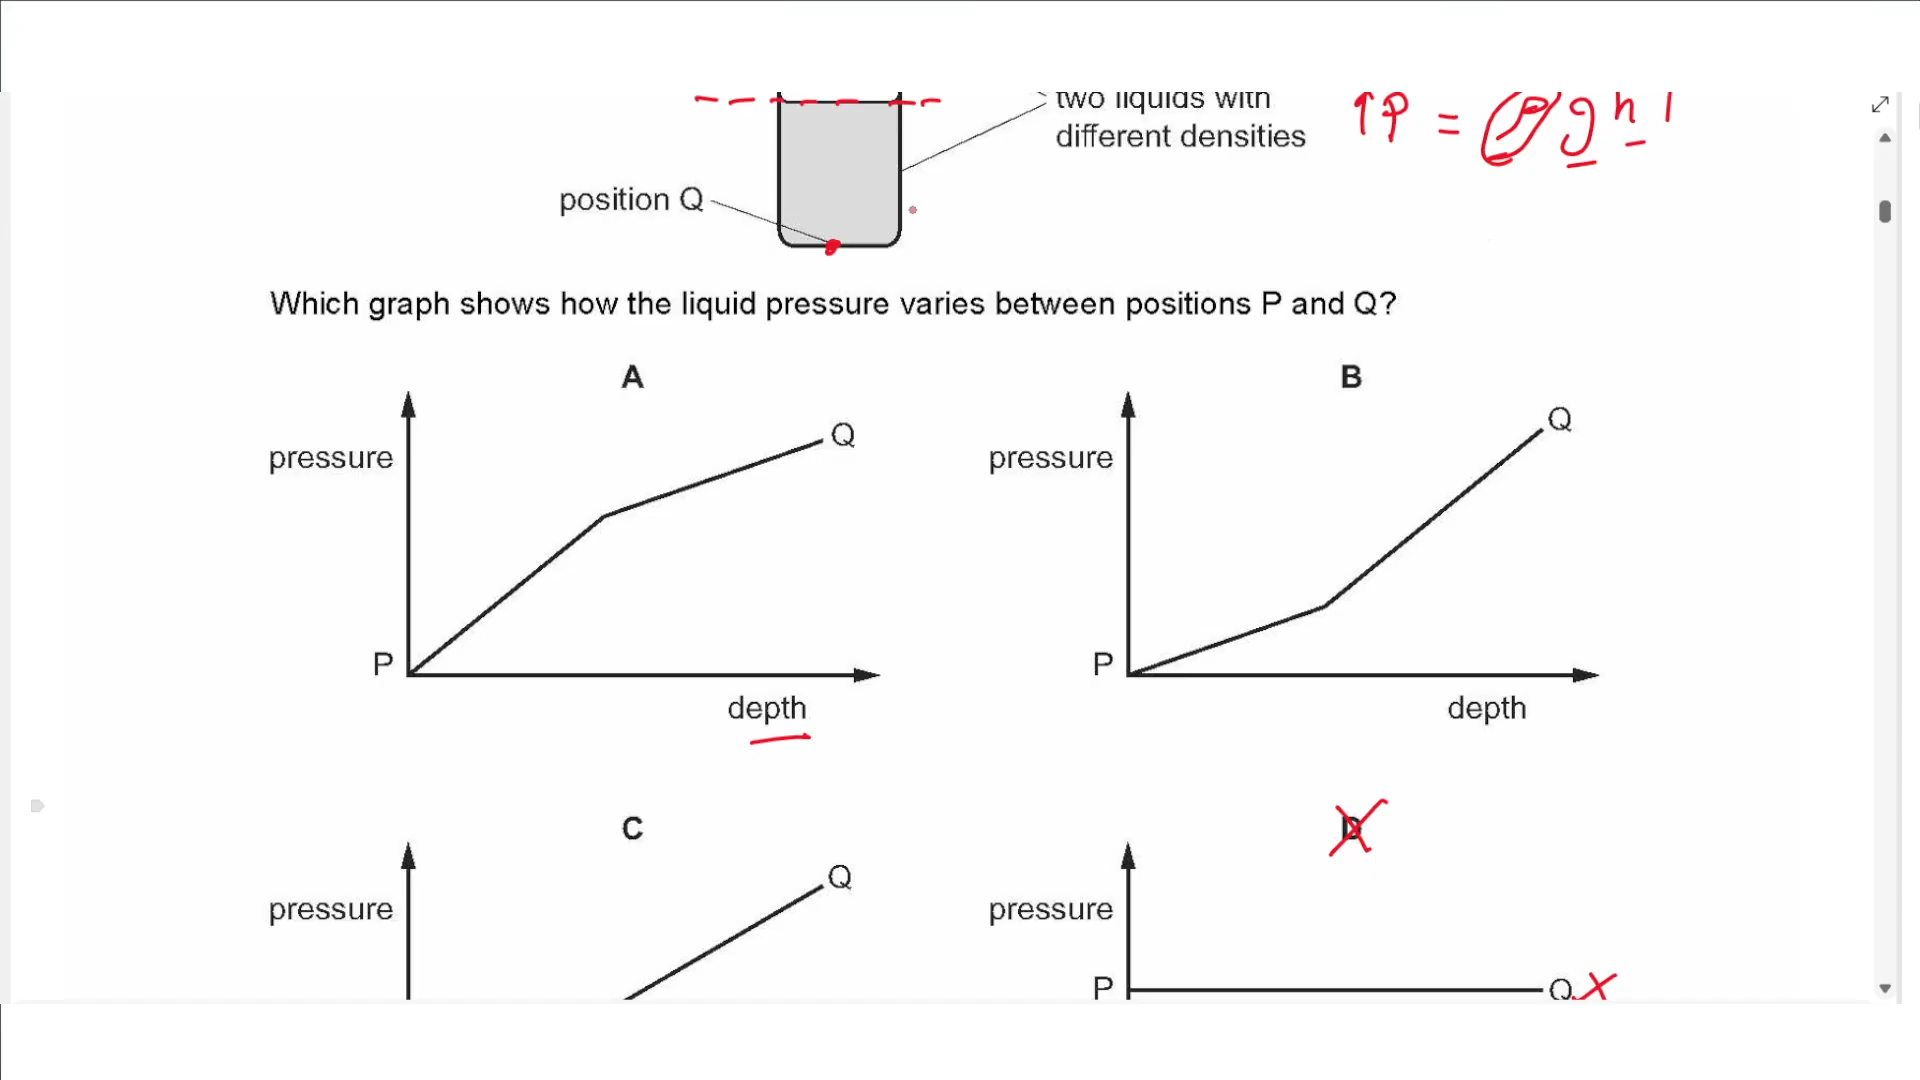 two liquids with
different densities
↑P = ρ g h ↑
position Q
Which graph shows how the liquid pressure varies between positions P and Q?
A
pressure
Q
P
depth
B
pressure
Q
P
depth
C
pressure
Q
D
pressure
P
Q